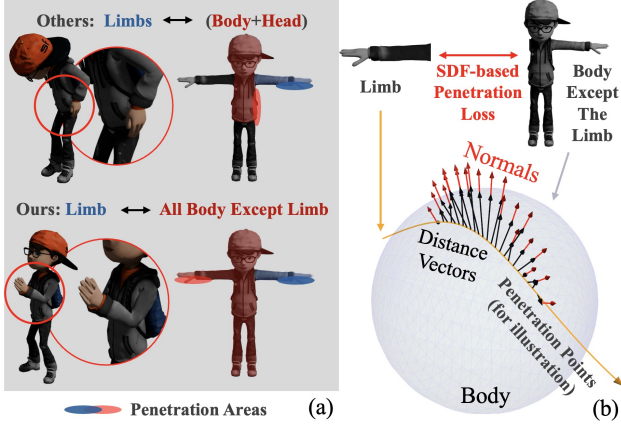 Others: Limbs ↔ (Body+Head)
Ours: Limb ↔ All Body Except Limb
Penetration Areas
(a)
Limb
SDF-based
Penetration
Loss
Body
Except
The
Limb
Normals
Distance
Vectors
Penetration Points
(for illustration)
Body
(b)